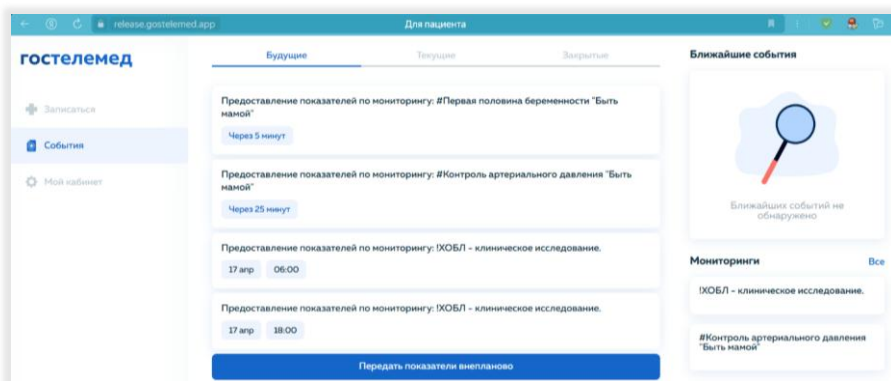 release.gostelemed.app
Для пациента
гостелемед
Записаться
События
Мой кабинет
Будущие
Текущие
Закрытые
Предоставление показателей по мониторингу: #Первая половина беременности "Быть
мамой"
Через 5 минут
Предоставление показателей по мониторингу: #Контроль артериального давления "Быть
мамой"
Через 25 минут
Предоставление показателей по мониторингу: !ХОБЛ - клиническое исследование.
17 апр 06:00
Предоставление показателей по мониторингу: !ХОБЛ - клиническое исследование.
17 апр 18:00
Передать показатели внепланово
Ближайшие события
Ближайших событий не
обнаружено
Мониторинги Все
!ХОБЛ - клиническое исследование.
#Контроль артериального давления
"Быть мамой"